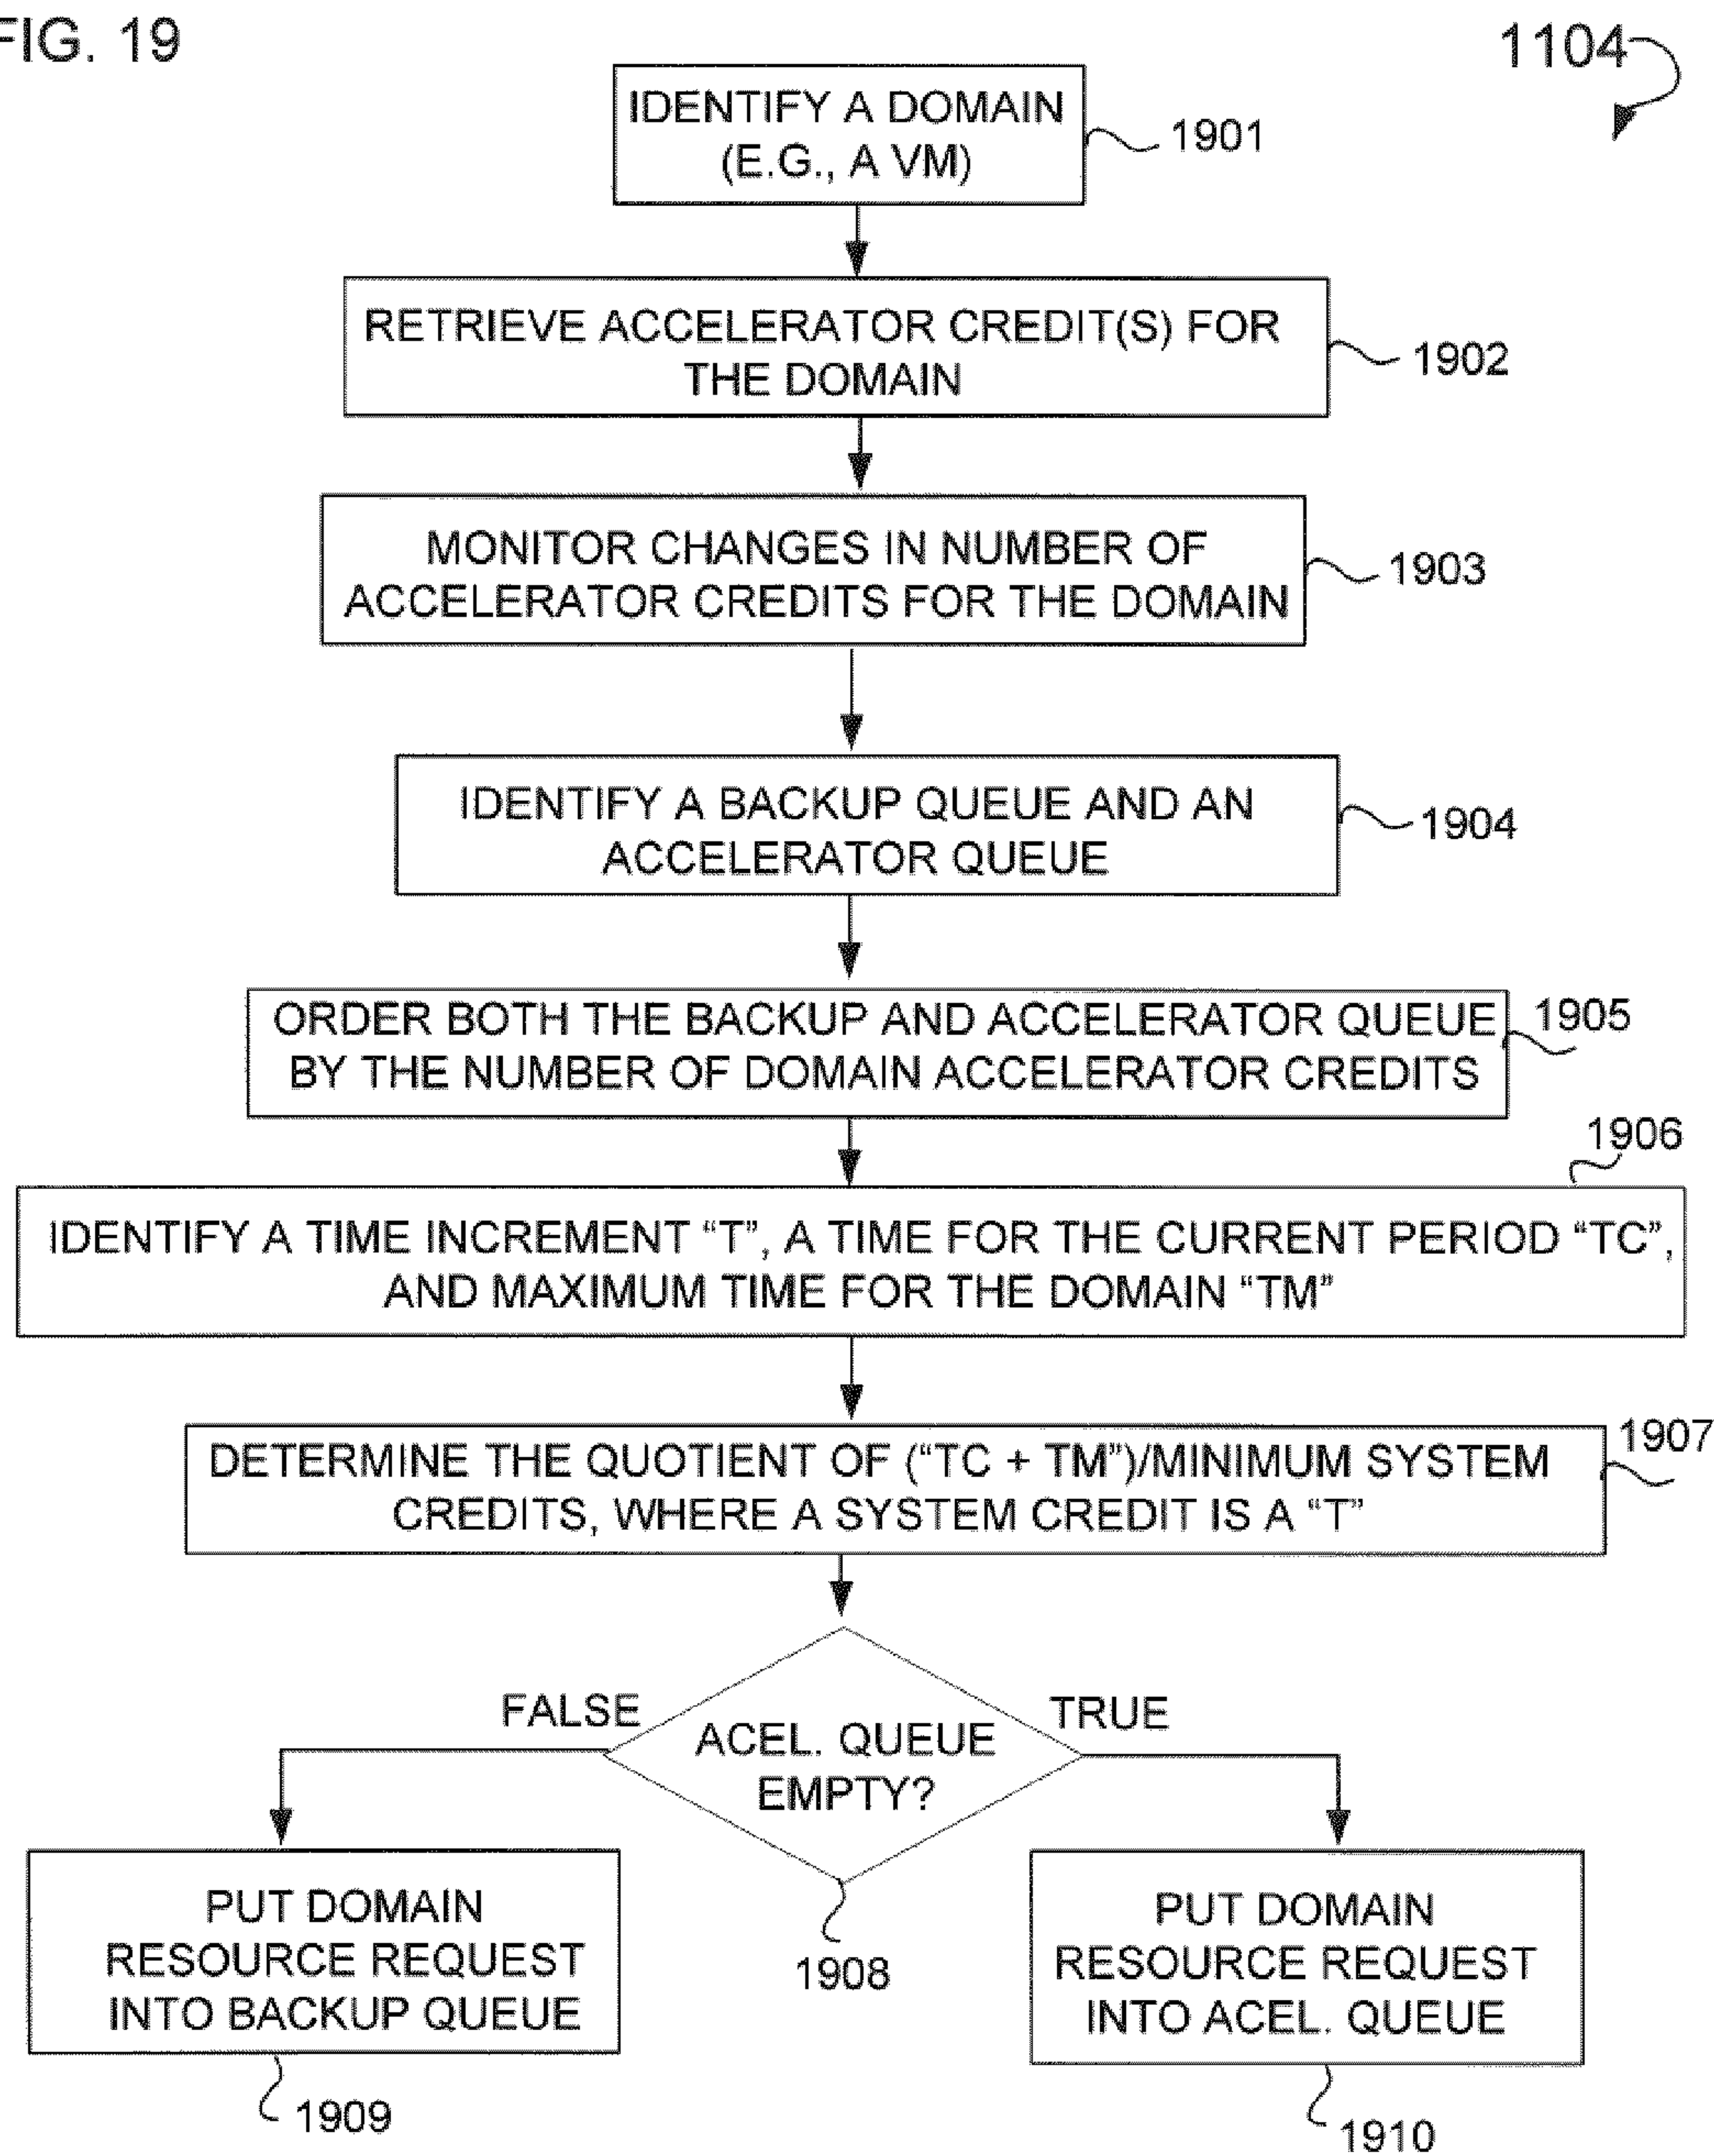 FIG. 19
1104
IDENTIFY A DOMAIN
(E.G., A VM)
1901
RETRIEVE ACCELERATOR CREDIT(S) FOR
THE DOMAIN
1902
MONITOR CHANGES IN NUMBER OF
ACCELERATOR CREDITS FOR THE DOMAIN
1903
IDENTIFY A BACKUP QUEUE AND AN
ACCELERATOR QUEUE
1904
ORDER BOTH THE BACKUP AND ACCELERATOR QUEUE
BY THE NUMBER OF DOMAIN ACCELERATOR CREDITS
1905
1906
IDENTIFY A TIME INCREMENT “T”, A TIME FOR THE CURRENT PERIOD “TC”,
AND MAXIMUM TIME FOR THE DOMAIN “TM”
DETERMINE THE QUOTIENT OF (“TC + TM”)/MINIMUM SYSTEM
CREDITS, WHERE A SYSTEM CREDIT IS A “T”
1907
FALSE
TRUE
ACEL. QUEUE
EMPTY?
1908
PUT DOMAIN
RESOURCE REQUEST
INTO BACKUP QUEUE
1909
PUT DOMAIN
RESOURCE REQUEST
INTO ACEL. QUEUE
1910